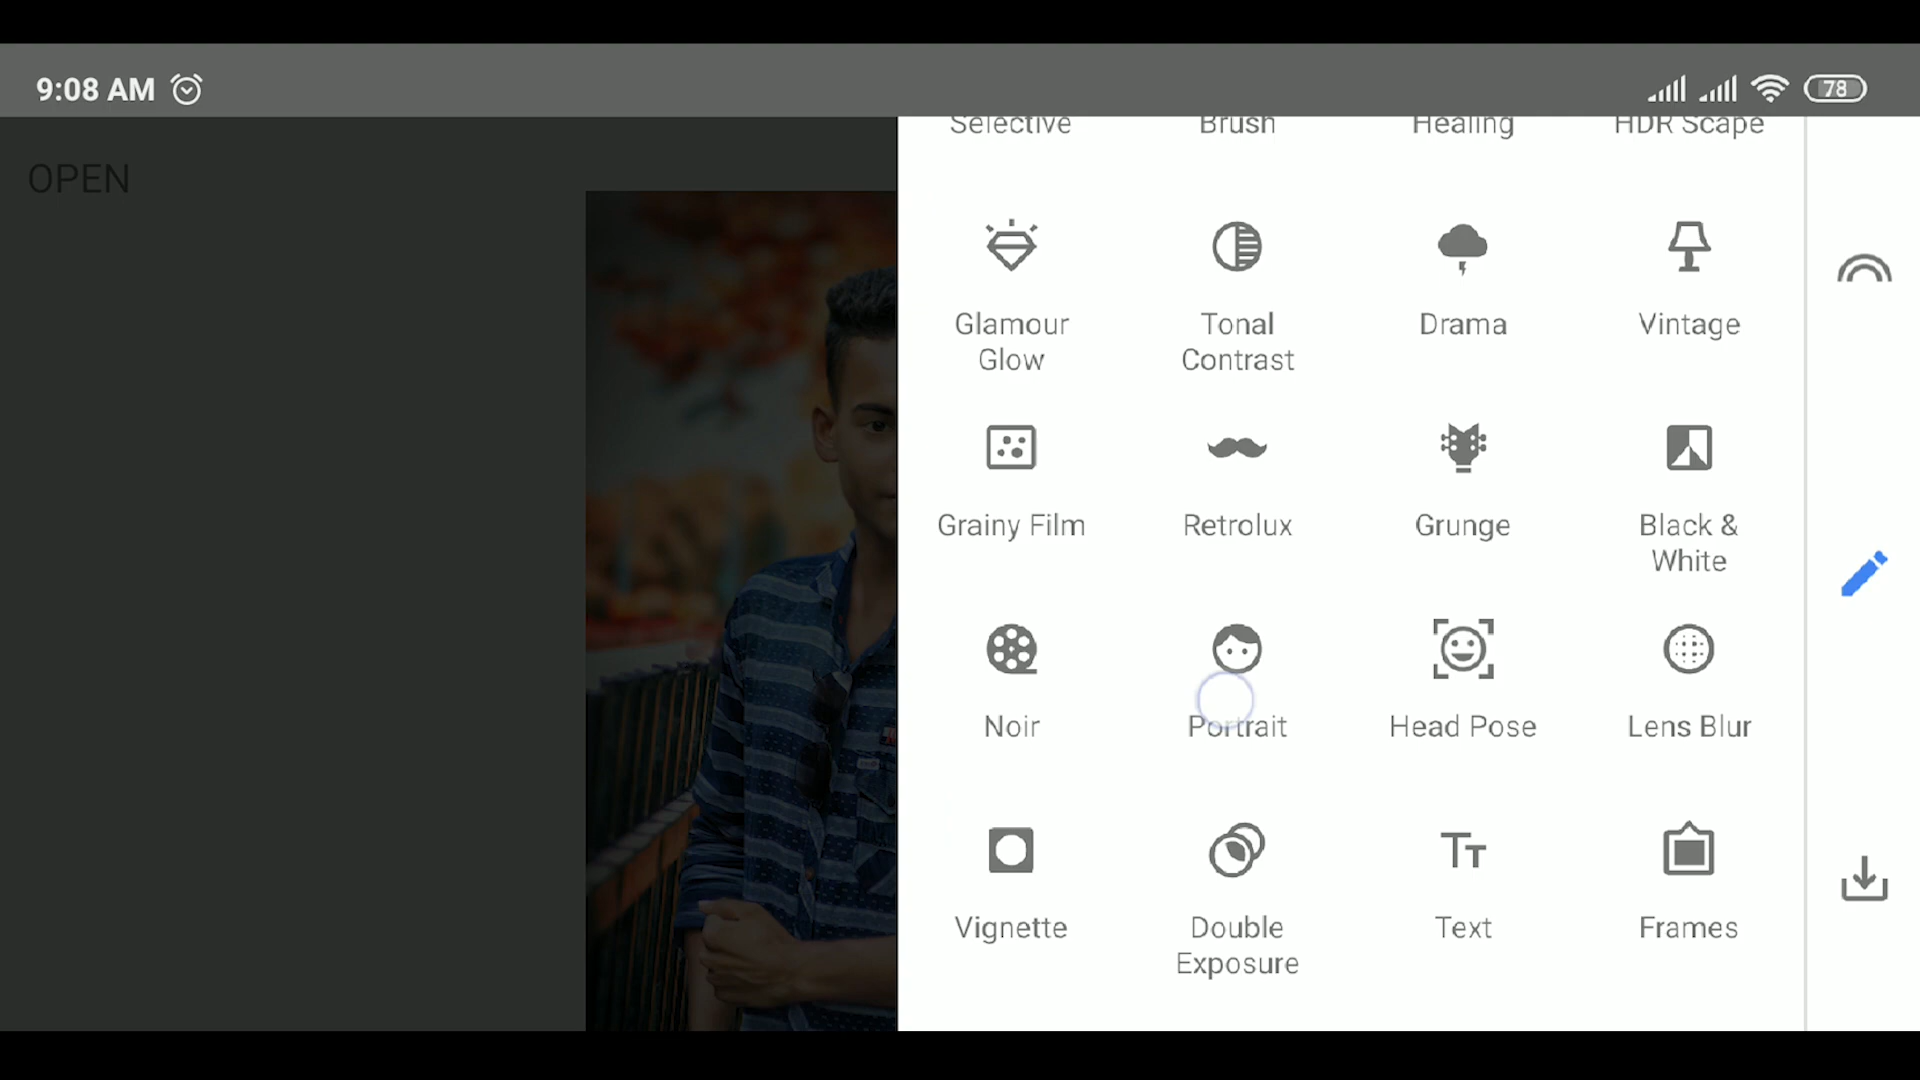 9:08 AM
78
OPEN
Selective Brush Healing HDR Scape
Glamour Glow
Tonal Contrast
Drama
Vintage
Grainy Film
Retrolux
Grunge
Black & White
Noir
Portrait
Head Pose
Lens Blur
Vignette
Double Exposure
Text
Frames